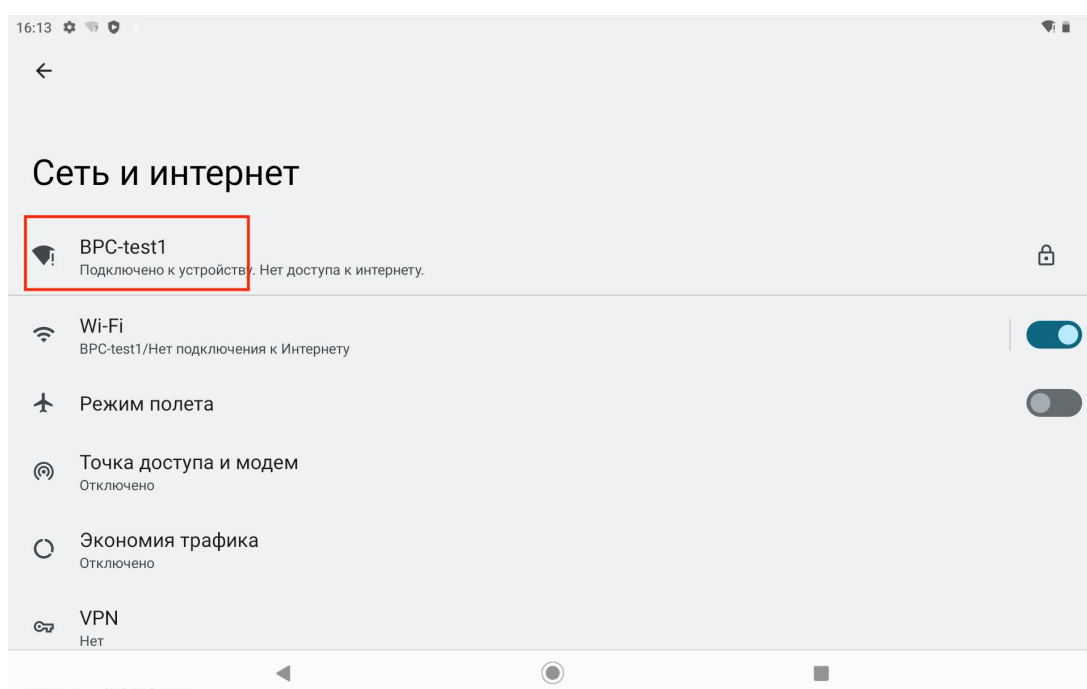 16:13
Сеть и интернет
BPC-test1
Подключено к устройству. Нет доступа к интернету.
Wi-Fi
BPC-test1/Нет подключения к Интернету
Режим полета
Точка доступа и модем
Отключено
Экономия трафика
Отключено
VPN
Нет